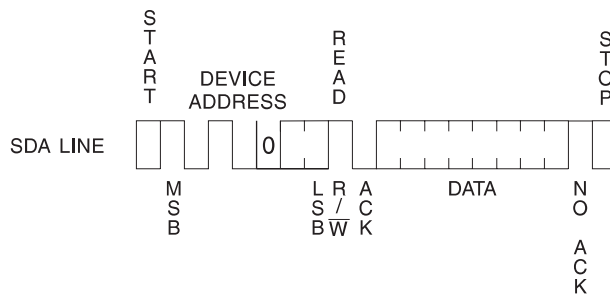 START
READ
STOP
DEVICE
ADDRESS
SDA LINE
0
MSB
LSB
R/W
ACK
DATA
NO ACK